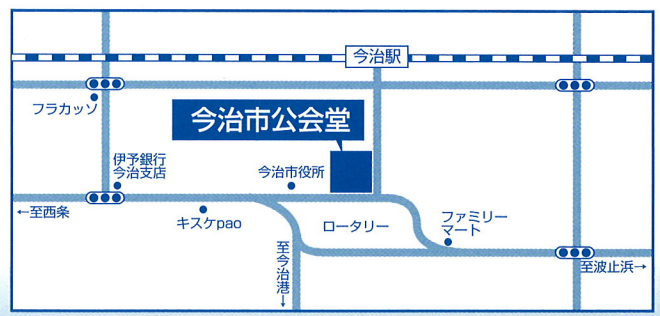 今治駅
フラカッソ
今治市公会堂
伊予銀行
今治支店
今治市役所
←至西条
キスケpao
ロータリー
ファミリー
マート
至今治港→
至波止浜→